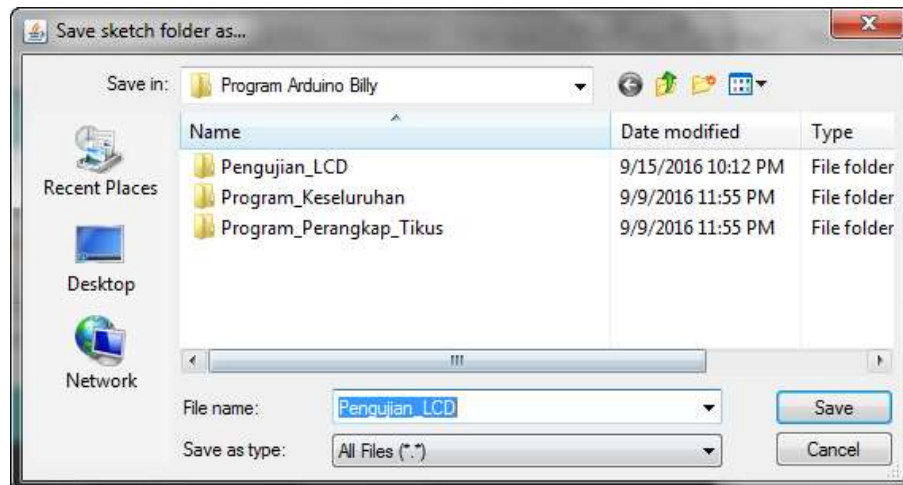 Save sketch folder as...
Save in: Program Arduino Billy
Name Date modified Type
Recent Places
Pengujian_LCD 9/15/2016 10:12 PM File folder
Program_Keseluruhan 9/9/2016 11:55 PM File folder
Program_Perangkap_Tikus 9/9/2016 11:55 PM File folder
Desktop
Network
File name: Pengujian_LCD Save
Save as type: All Files (*.*) Cancel